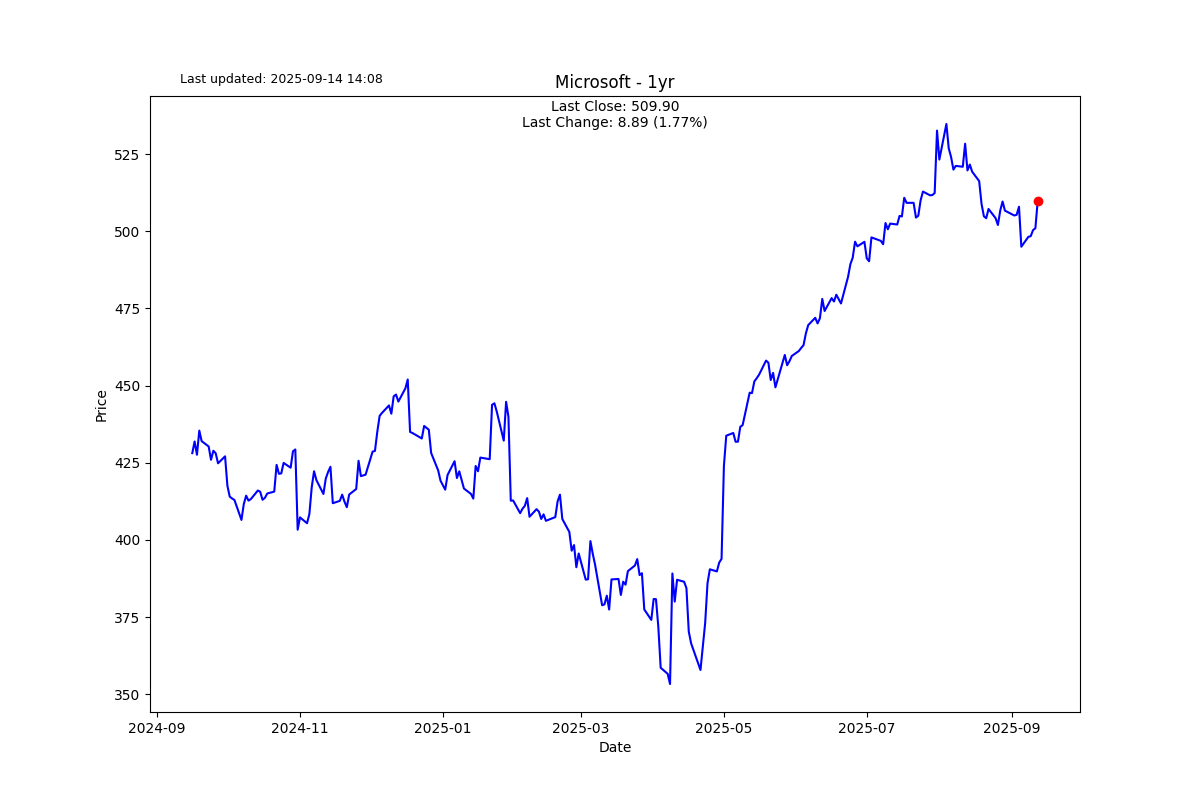 Last updated: 2025-09-14 14:08
Microsoft - 1yr
Last Close: 509.90
Last Change: 8.89 (1.77%)
525
500
475
450
425
400
375
350
Price
2024-09
2024-11
2025-01
2025-03
2025-05
2025-07
2025-09
Date